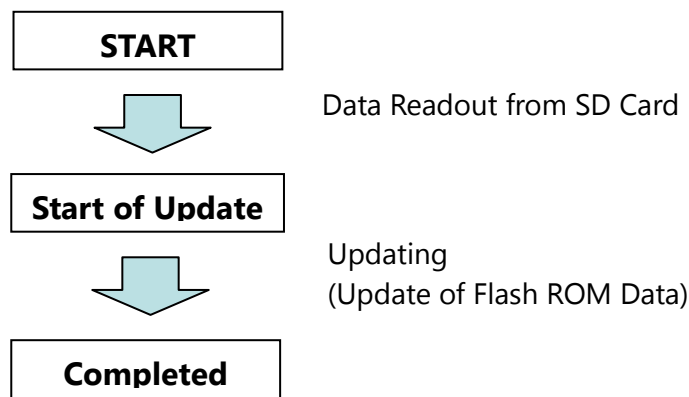 START
Data Readout from SD Card
Start of Update
Updating
(Update of Flash ROM Data)
Completed